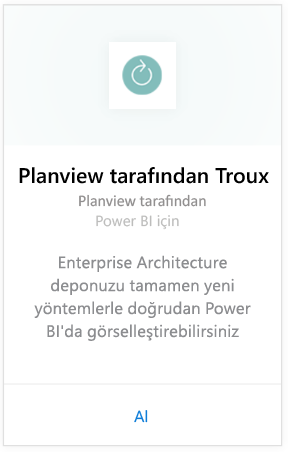 Planview tarafından Troux
Planview tarafından
Power BI için
Enterprise Architecture
deponuzu tamamen yeni
yöntemlerle doğrudan Power
BI'da görselleştirebilirsiniz
Al